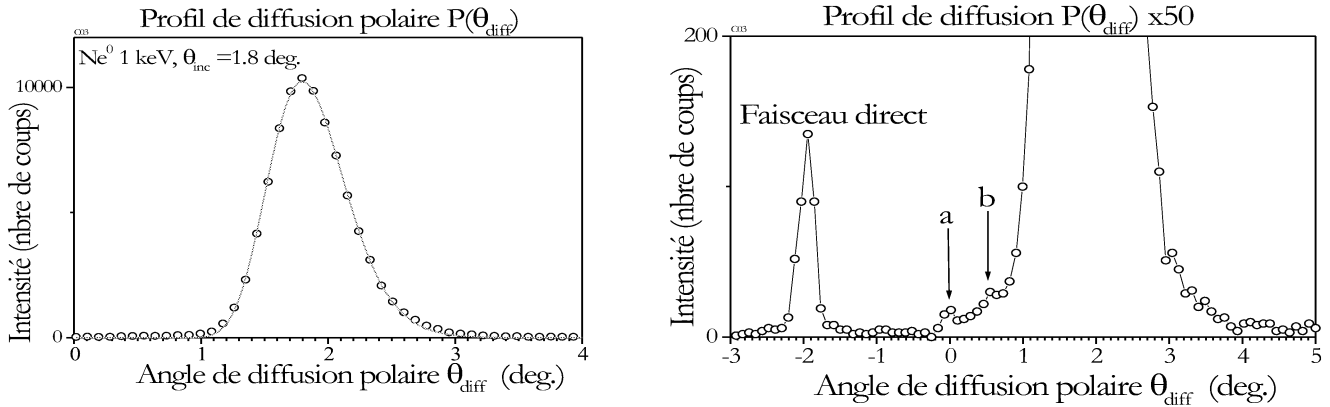 Profil de diffusion polaire P(θdiff)
C03
Ne⁰ 1 keV, θinc =1.8 deg.
10000
0
Intensité (nbre de coups)
0 1 2 3 4
Angle de diffusion polaire θdiff (deg.)
Profil de diffusion P(θdiff) x50
C03
200
0
Intensité (nbre de coups)
Faisceau direct
a
b
-3 -2 -1 0 1 2 3 4 5
Angle de diffusion polaire θdiff (deg.)